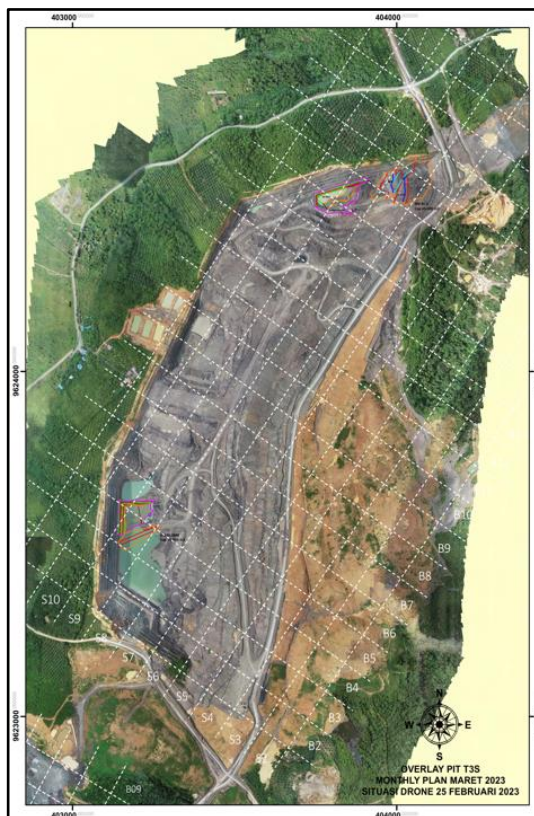 403000
404000
9624000
9623000
S10
S9
S8
S7
S6
S5
S4
S3
B10
B9
B8
B7
B6
B5
B4
B3
B2
B09
N
W
E
S
OVERLAY PIT T3S
MONTHLY PLAN MARET 2023
SITUASI DRONE 25 FEBRUARI 2023
403000
404000